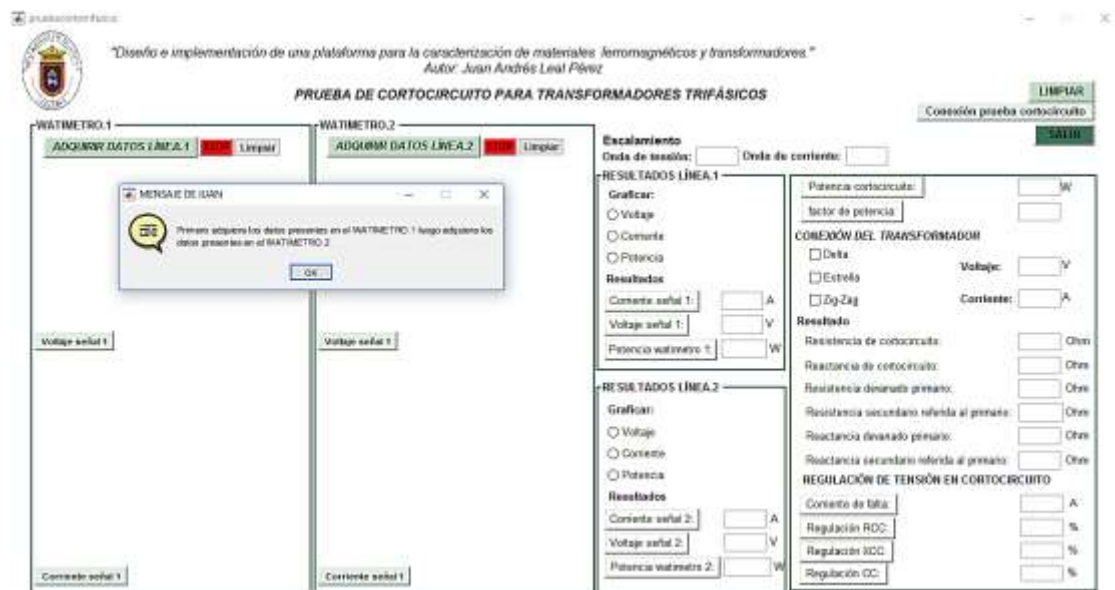 pruebacortotrifasico
"Diseño e implementación de una plataforma para la caracterización de materiales ferromagnéticos y transformadores."
Autor: Juan Andrés Leal Pérez
PRUEBA DE CORTOCIRCUITO PARA TRANSFORMADORES TRIFÁSICOS
LIMPIAR
Conexión prueba cortocircuito
SALIR
WATIMETRO.1
ADQUIRIR DATOS LÍNEA.1
STOP
Limpiar
Voltaje señal 1
Corriente señal 1
WATIMETRO.2
ADQUIRIR DATOS LÍNEA.2
STOP
Limpiar
Voltaje señal 1
Corriente señal 1
MENSAJE DE JUAN
Primero adquiera los datos presentes en el WATIMETRO.1 luego adquiera los
datos presentes en el WATIMETRO.2
OK
Escalamiento
Onda de tensión:
Onda de corriente:
RESULTADOS LÍNEA.1
Graficar:
Voltaje
Corriente
Potencia
Resultados
Corriente señal 1: A
Voltaje señal 1: V
Potencia watimetro 1: W
RESULTADOS LÍNEA.2
Graficar:
Voltaje
Corriente
Potencia
Resultados
Corriente señal 2: A
Voltaje señal 2: V
Potencia watimetro 2: W
Potencia cortocircuito: W
factor de potencia:
CONEXIÓN DEL TRANSFORMADOR
Delta
Estrella
Zig-Zag
Voltaje: V
Corriente: A
Resultado
Resistencia de cortocircuito: Ohm
Reactancia de cortocircuito: Ohm
Resistencia devanado primario: Ohm
Resistencia secundario referida al primario: Ohm
Reactancia devanado primario: Ohm
Reactancia secundario referida al primario: Ohm
REGULACIÓN DE TENSIÓN EN CORTOCIRCUITO
Corriente de falla: A
Regulación RCC: %
Regulación XCC: %
Regulación CC: %